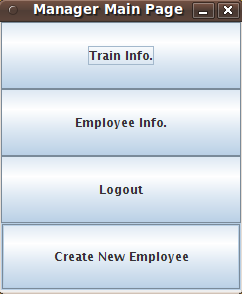 Manager Main Page
Train Info.
Employee Info.
Logout
Create New Employee